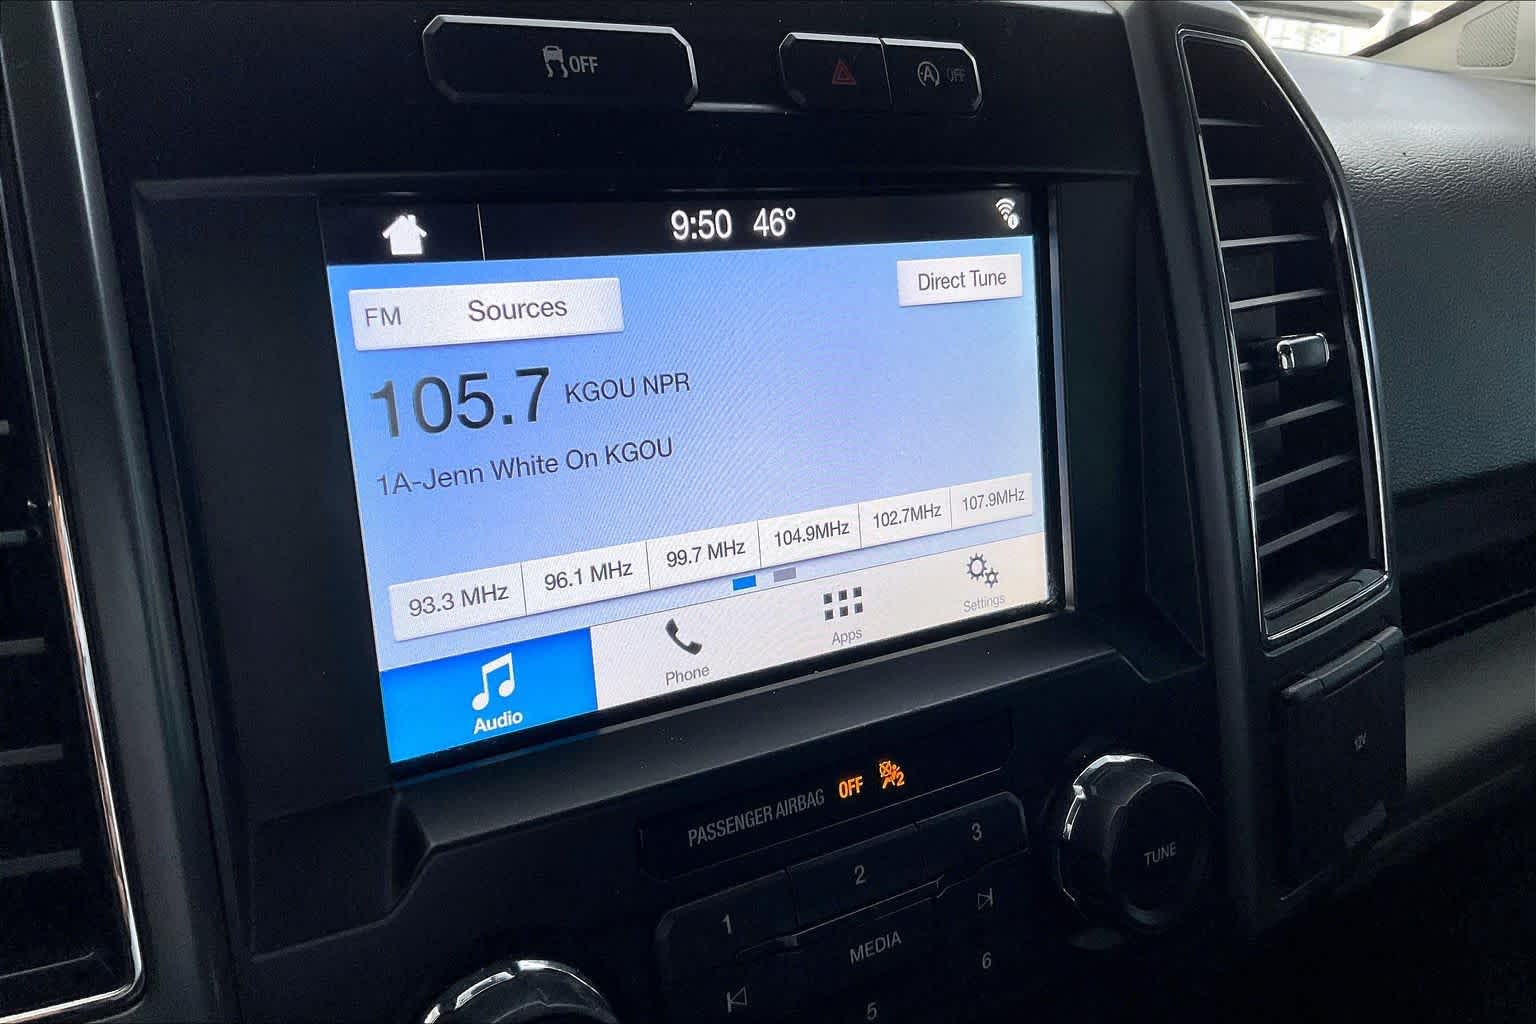 OFF
A OFF
9:50 46°
FM Sources
Direct Tune
105.7 KGOU NPR
1A-Jenn White On KGOU
93.3 MHz 96.1 MHz 99.7 MHz 104.9MHz 102.7MHz 107.9MHz
Audio
Phone
Apps
Settings
PASSENGER AIRBAG OFF 2
1 2 3
MEDIA
5 6
TUNE
12V